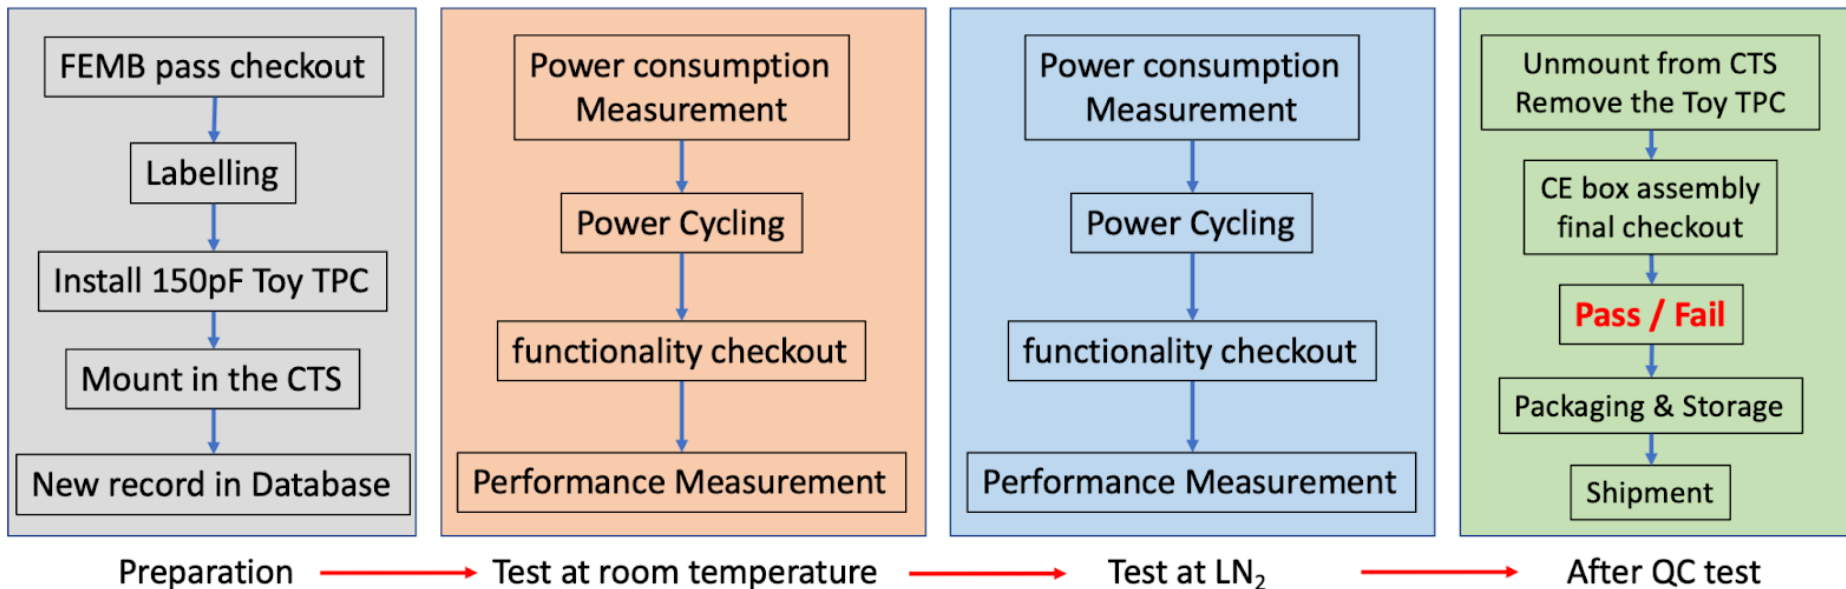 FEMB pass checkout
Labelling
Install 150pF Toy TPC
Mount in the CTS
New record in Database
Preparation
Power consumption
Measurement
Power Cycling
functionality checkout
Performance Measurement
Test at room temperature
Power consumption
Measurement
Power Cycling
functionality checkout
Performance Measurement
Test at LN₂
Unmount from CTS
Remove the Toy TPC
CE box assembly
final checkout
Pass / Fail
Packaging & Storage
Shipment
After QC test